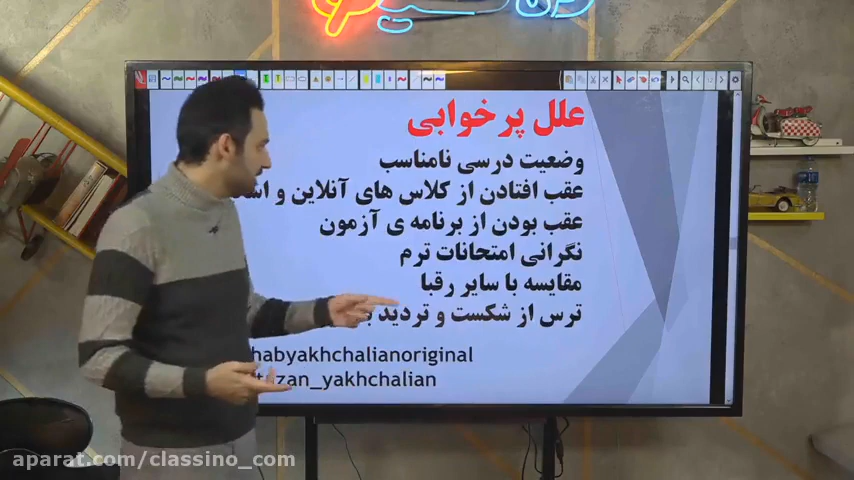 علل پرخوابی
وضعیت درسی نامناسب
عقب افتادن از کلاس های آنلاین و
عقب بودن از برنامه ی آزمون
نگرانی امتحانات ترم
مقایسه با سایر رقبا
ترس از شکست و تردید
habyakhchalianoriginal
zan_yakhchalian
aparat.com/classino_com